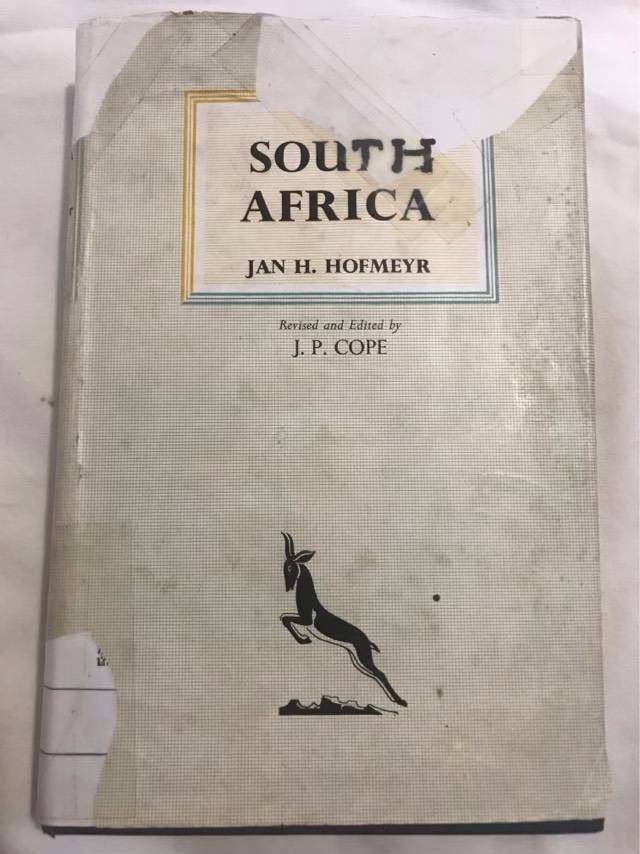 SOUTH
AFRICA
JAN H. HOFMEYR
Revised and Edited by
J. P. COPE